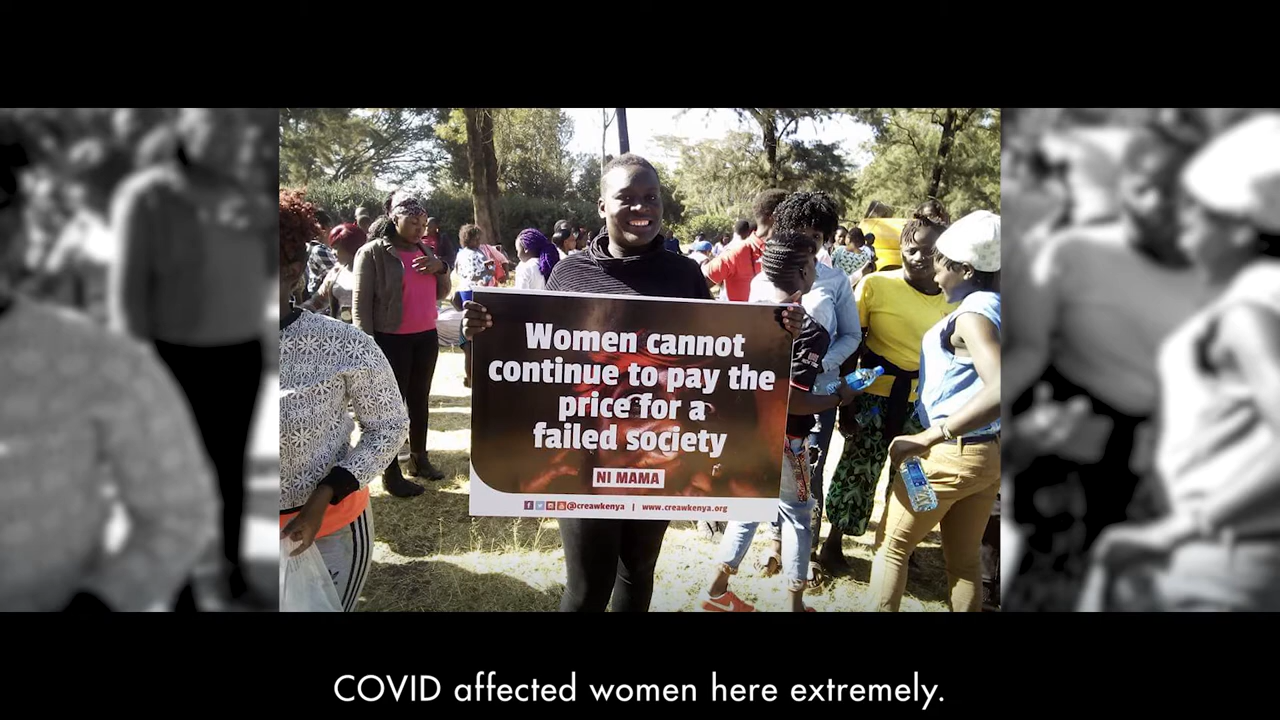 Women cannot
continue to pay the
price for a
failed society
NI MAMA
@creawkenya | www.creawkenya.org
COVID affected women here extremely.